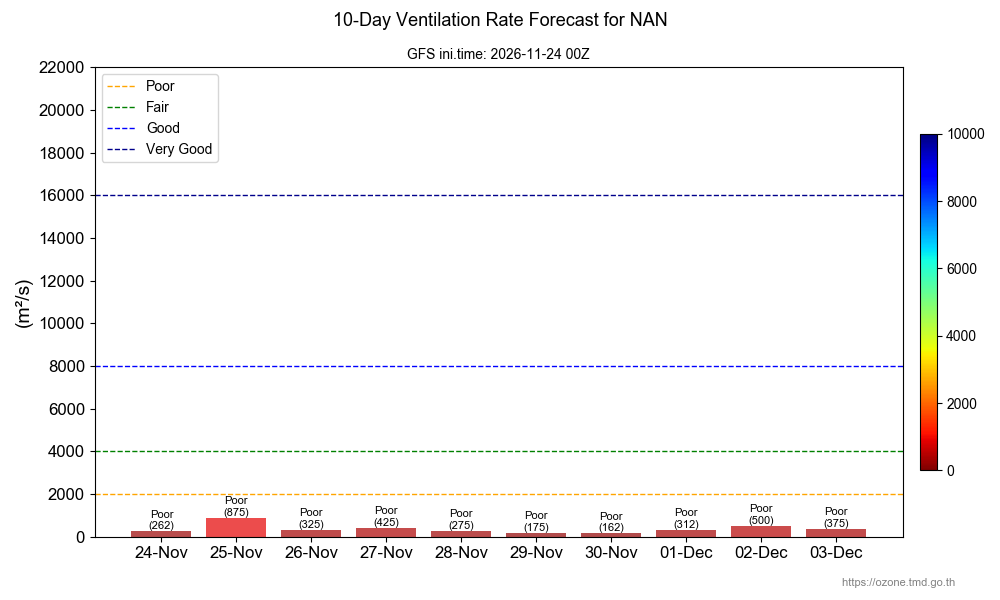 10-Day Ventilation Rate Forecast for NAN
GFS ini.time: 2026-11-24 00Z
22000
20000
18000
16000
14000
12000
10000
8000
6000
4000
2000
0
(m²/s)
Poor
Fair
Good
Very Good
Poor
(262)
Poor
(875)
Poor
(325)
Poor
(425)
Poor
(275)
Poor
(175)
Poor
(162)
Poor
(312)
Poor
(500)
Poor
(375)
24-Nov 25-Nov 26-Nov 27-Nov 28-Nov 29-Nov 30-Nov 01-Dec 02-Dec 03-Dec
10000
8000
6000
4000
2000
0
https://ozone.tmd.go.th